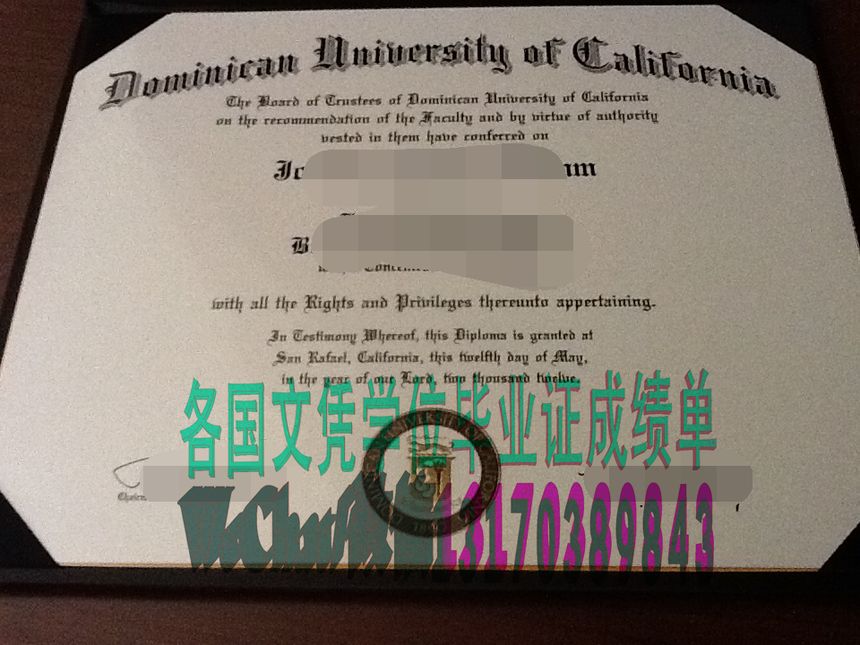 Dominican University of California
The Board of Trustees of Dominican University of California
on the recommendation of the Faculty and by virtue of authority
vested in them have conferred on
with all the Rights and Privileges thereunto appertaining.
In Testimony Whereof, this Diploma is granted at
San Rafael, California, this twelfth day of May,
in the year of our Lord, two thousand twelve.
各国文凭学位毕业证成绩单
WeChat 13170389843